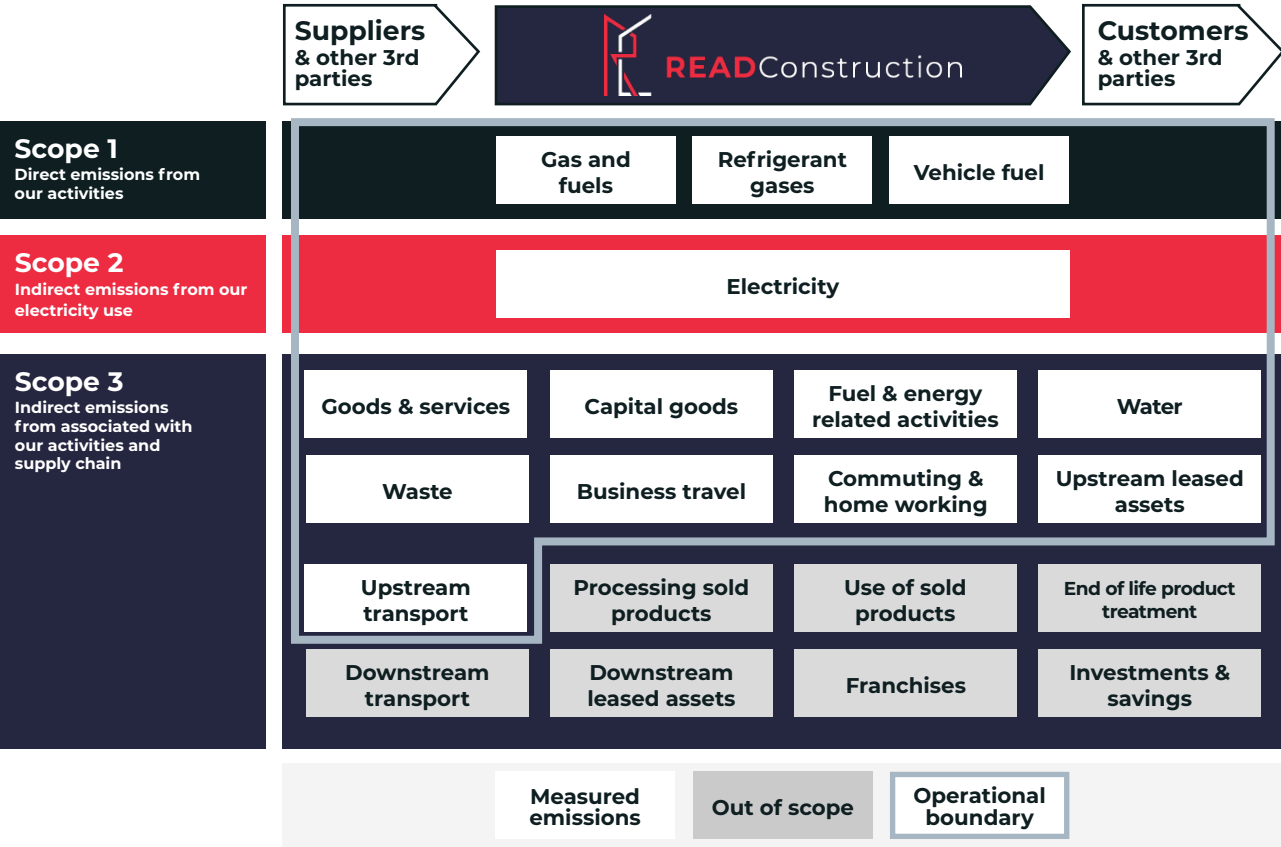 Suppliers
& other 3rd
parties
READConstruction
Customers
& other 3rd
parties
Scope 1
Direct emissions from
our activities
Gas and
fuels
Refrigerant
gases
Vehicle fuel
Scope 2
Indirect emissions from our
electricity use
Electricity
Scope 3
Indirect emissions
from associated with
our activities and
supply chain
Goods & services
Capital goods
Fuel & energy
related activities
Water
Waste
Business travel
Commuting &
home working
Upstream leased
assets
Upstream
transport
Processing sold
products
Use of sold
products
End of life product
treatment
Downstream
transport
Downstream
leased assets
Franchises
Investments &
savings
Measured
emissions
Out of scope
Operational
boundary